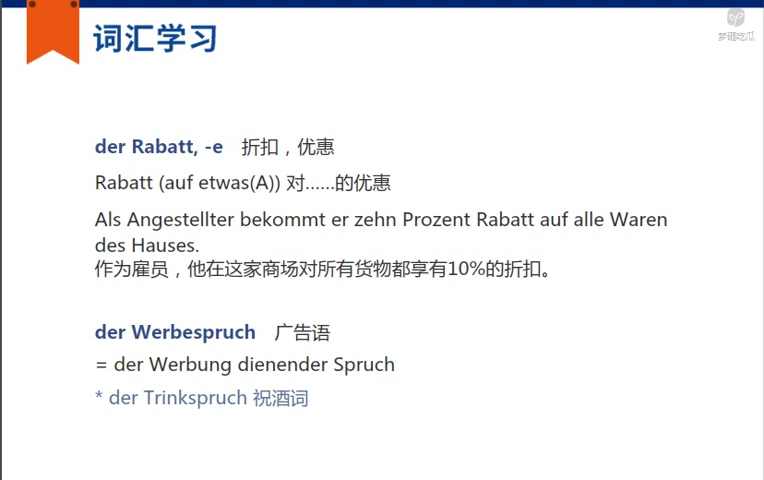 词汇学习
梦砸吃瓜
der Rabatt, -e 折扣，优惠
Rabatt (auf etwas(A)) 对......的优惠
Als Angestellter bekommt er zehn Prozent Rabatt auf alle Waren
des Hauses.
作为雇员，他在这家商场对所有货物都享有10%的折扣。
der Werbespruch 广告语
= der Werbung dienender Spruch
* der Trinkspruch 祝酒词